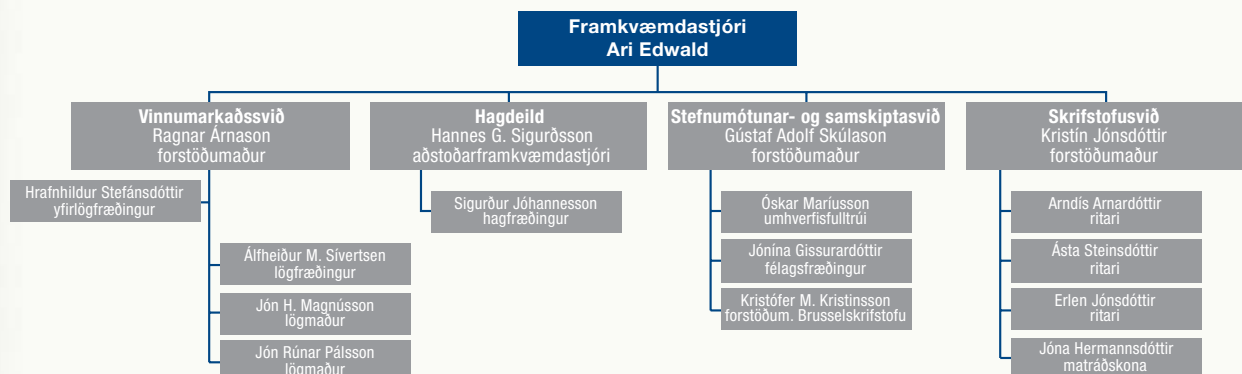 Framkvæmdastjóri
Ari Edwald
Vinnumarkaðssvið
Ragnar Árnason
forstöðumaður
Hrafnhildur Stefánsdóttir
yfirlögfræðingur
Álfheiður M. Sívertsen
lögfræðingur
Jón H. Magnússon
lögmaður
Jón Rúnar Pálsson
lögmaður
Hagdeild
Hannes G. Sigurðsson
aðstoðarframkvæmdastjóri
Sigurður Jóhannesson
hagfræðingur
Stefnumótunar- og samskiptasvið
Gústaf Adolf Skúlason
forstöðumaður
Óskar Maríusson
umhverfisfulltrúi
Jónína Gissurardóttir
félagsfræðingur
Kristófer M. Kristinsson
forstöðum. Brusselskrifstofu
Skrifstofusvið
Kristín Jónsdóttir
forstöðumaður
Arndís Arnardóttir
ritari
Ásta Steinsdóttir
ritari
Erlen Jónsdóttir
ritari
Jóna Hermannsdóttir
matráðskona